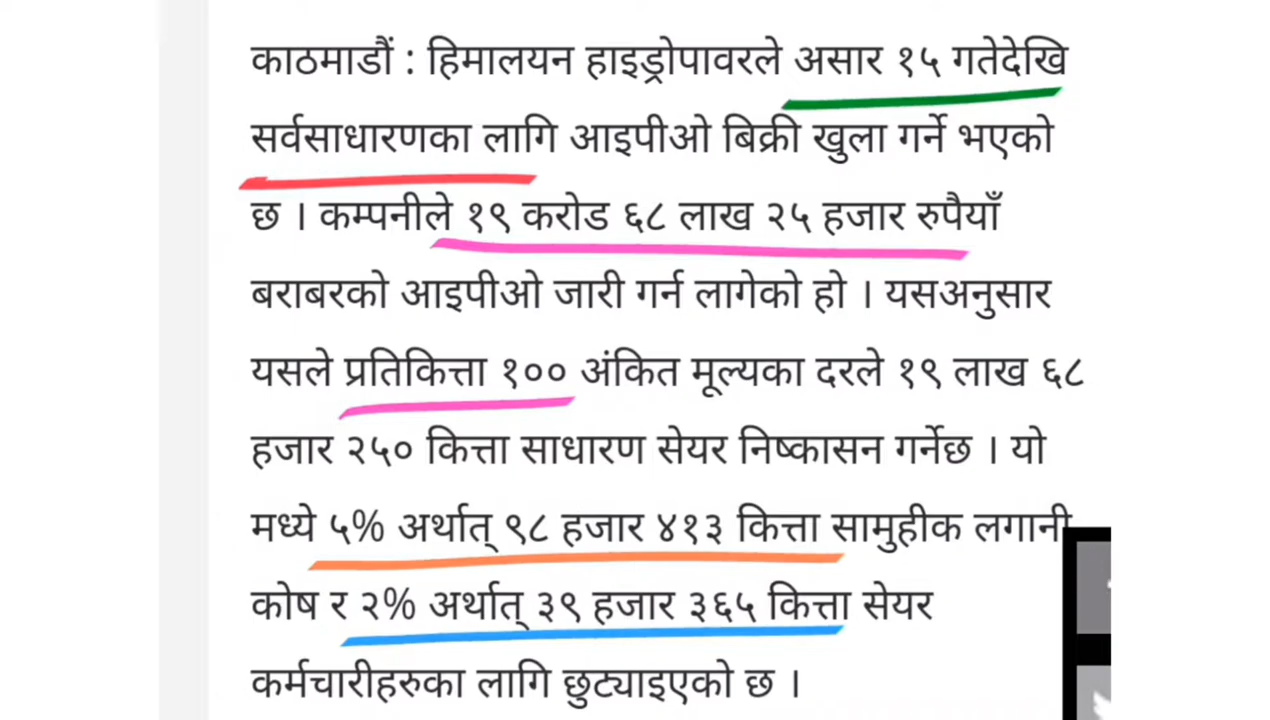 काठमाडौं : हिमालयन हाइड्रोपावरले असार १५ गतेदेखि
सर्वसाधारणका लागि आइपीओ बिक्री खुला गर्ने भएको
छ । कम्पनीले १९ करोड ६८ लाख २५ हजार रुपैयाँ
बराबरको आइपीओ जारी गर्न लागेको हो । यसअनुसार
यसले प्रतिकित्ता १०० अंकित मूल्यका दरले १९ लाख ६८
हजार २५० कित्ता साधारण सेयर निष्कासन गर्नेछ । यो
मध्ये ५% अर्थात् ९८ हजार ४१३ कित्ता सामुहीक लगानी
कोष र २% अर्थात् ३९ हजार ३६५ कित्ता सेयर
कर्मचारीहरुका लागि छुट्याइएको छ ।